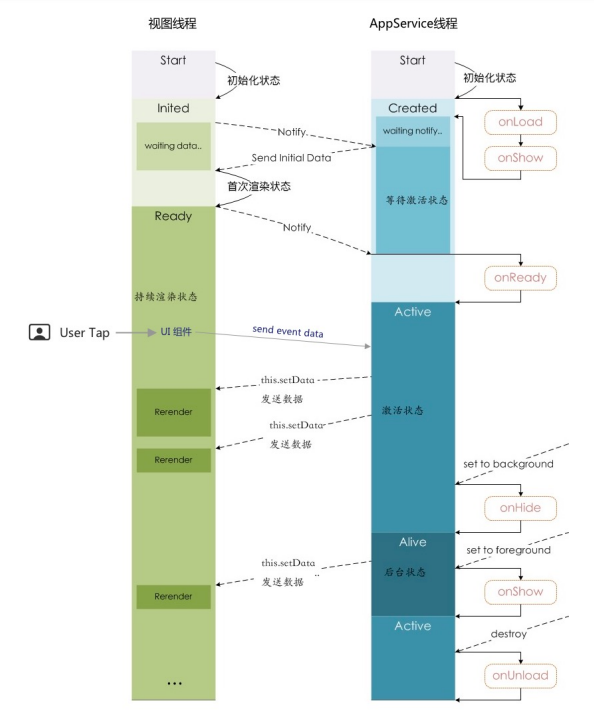 视图线程
AppService线程
Start
Start
初始化状态
初始化状态
Inited
Created
onLoad
waiting data..
Notify
waiting notify..
Send Initial Data
onShow
首次渲染状态
等待激活状态
Ready
Notify
onReady
持续渲染状态
Active
User Tap
UI 组件
send event data
this.setData
发送数据
Rerender
激活状态
this.setData
发送数据
Rerender
set to background
onHide
Alive
set to foreground
this.setData
发送数据
..
后台状态
Rerender
onShow
Active
destroy
onUnload
...